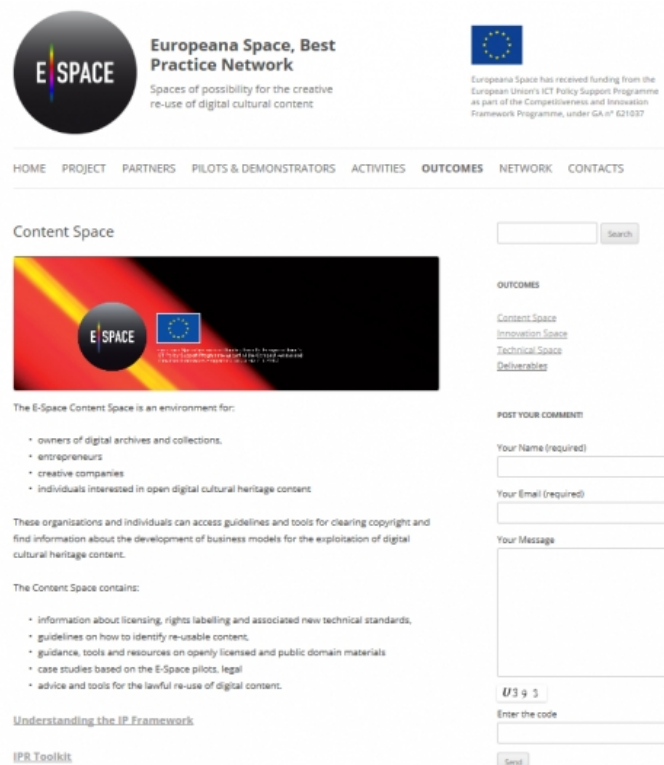 E SPACE
Europeana Space, Best
Practice Network
Spaces of possibility for the creative
re-use of digital cultural content
Europeana Space has received funding from the
European Union's ICT Policy Support Programme
as part of the Competitiveness and Innovation
Framework Programme, under GA n° 621037
HOME PROJECT PARTNERS PILOTS & DEMONSTRATORS ACTIVITIES OUTCOMES NETWORK CONTACTS
Content Space
E SPACE
The E-Space Content Space is an environment for:
• owners of digital archives and collections,
• entrepreneurs
• creative companies
• individuals interested in open digital cultural heritage content
These organisations and individuals can access guidelines and tools for clearing copyright and
find information about the development of business models for the exploitation of digital
cultural heritage content.
The Content Space contains:
• information about licensing, rights labelling and associated new technical standards,
• guidelines on how to identify re-usable content,
• guidance, tools and resources on openly licensed and public domain materials
• case studies based on the E-Space pilots, legal
• advice and tools for the lawful re-use of digital content.
Understanding the IP Framework
IPR Toolkit
Search
OUTCOMES
Content Space
Innovation Space
Technical Space
Deliverables
POST YOUR COMMENT!
Your Name (required)
Your Email (required)
Your Message
U39S
Enter the code
Send